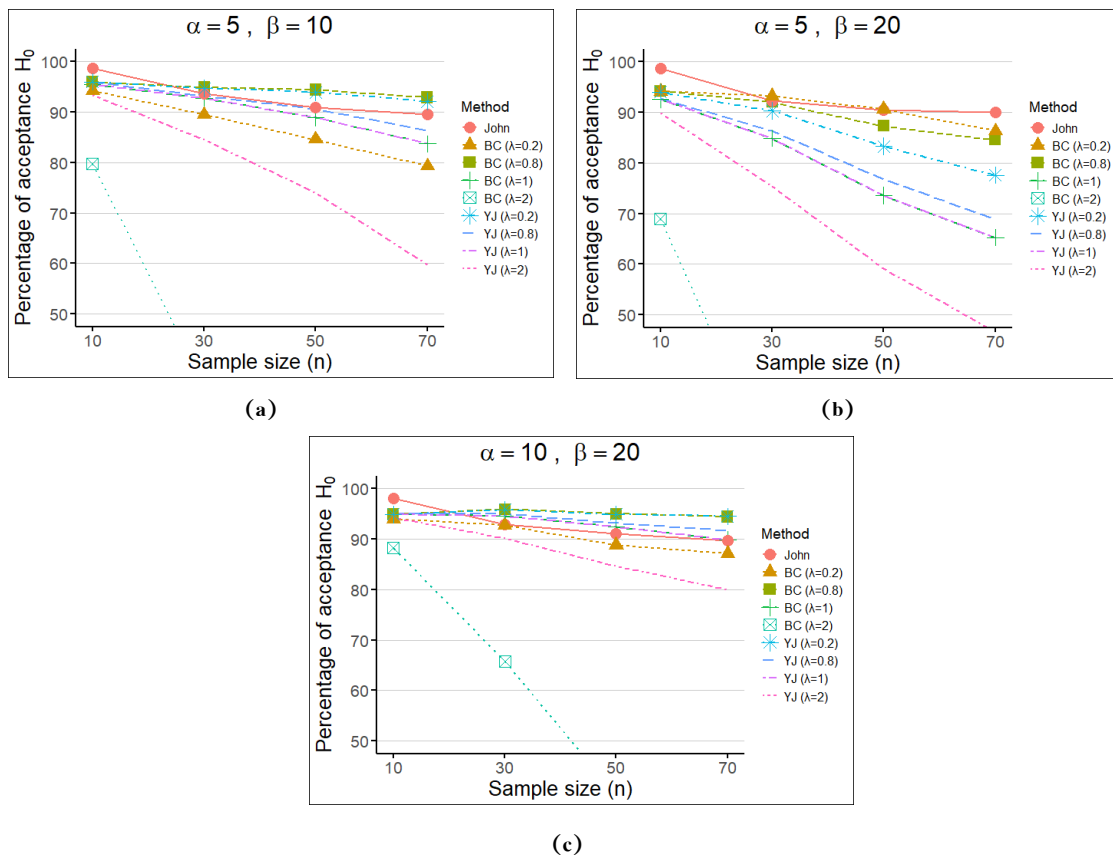 α = 5 , β = 10
Percentage of acceptance H₀
100
90
80
70
60
50
10 30 50 70
Sample size (n)
Method
John
BC (λ=0.2)
BC (λ=0.8)
BC (λ=1)
BC (λ=2)
YJ (λ=0.2)
YJ (λ=0.8)
YJ (λ=1)
YJ (λ=2)
(a)
α = 5 , β = 20
Percentage of acceptance H₀
100
90
80
70
60
50
10 30 50 70
Sample size (n)
Method
John
BC (λ=0.2)
BC (λ=0.8)
BC (λ=1)
BC (λ=2)
YJ (λ=0.2)
YJ (λ=0.8)
YJ (λ=1)
YJ (λ=2)
(b)
α = 10 , β = 20
Percentage of acceptance H₀
100
90
80
70
60
50
10 30 50 70
Sample size (n)
Method
John
BC (λ=0.2)
BC (λ=0.8)
BC (λ=1)
BC (λ=2)
YJ (λ=0.2)
YJ (λ=0.8)
YJ (λ=1)
YJ (λ=2)
(c)